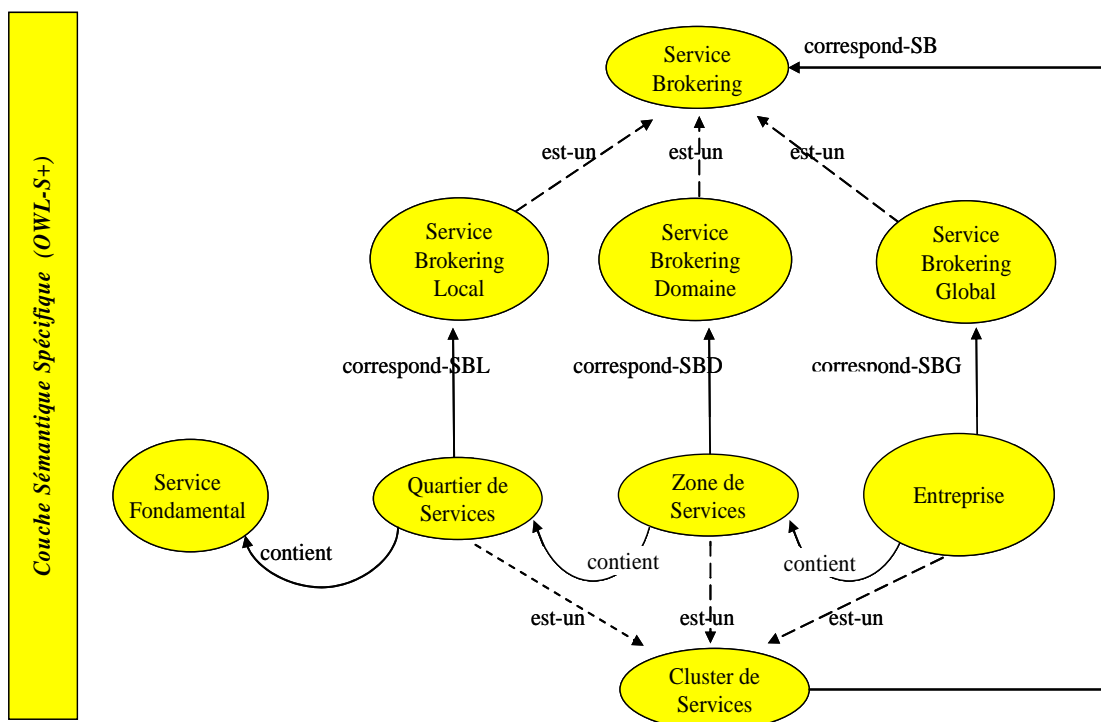 Couche Sémantique Spécifique (OWL-S+)
correspond-SB
Service
Brokering
est-un
est-un
est-un
Service
Brokering
Local
Service
Brokering
Domaine
Service
Brokering
Global
correspond-SBL
correspond-SBD
correspond-SBG
Service
Fondamental
Quartier de
Services
Zone de
Services
Entreprise
contient
contient
contient
est-un
est-un
est-un
Cluster de
Services